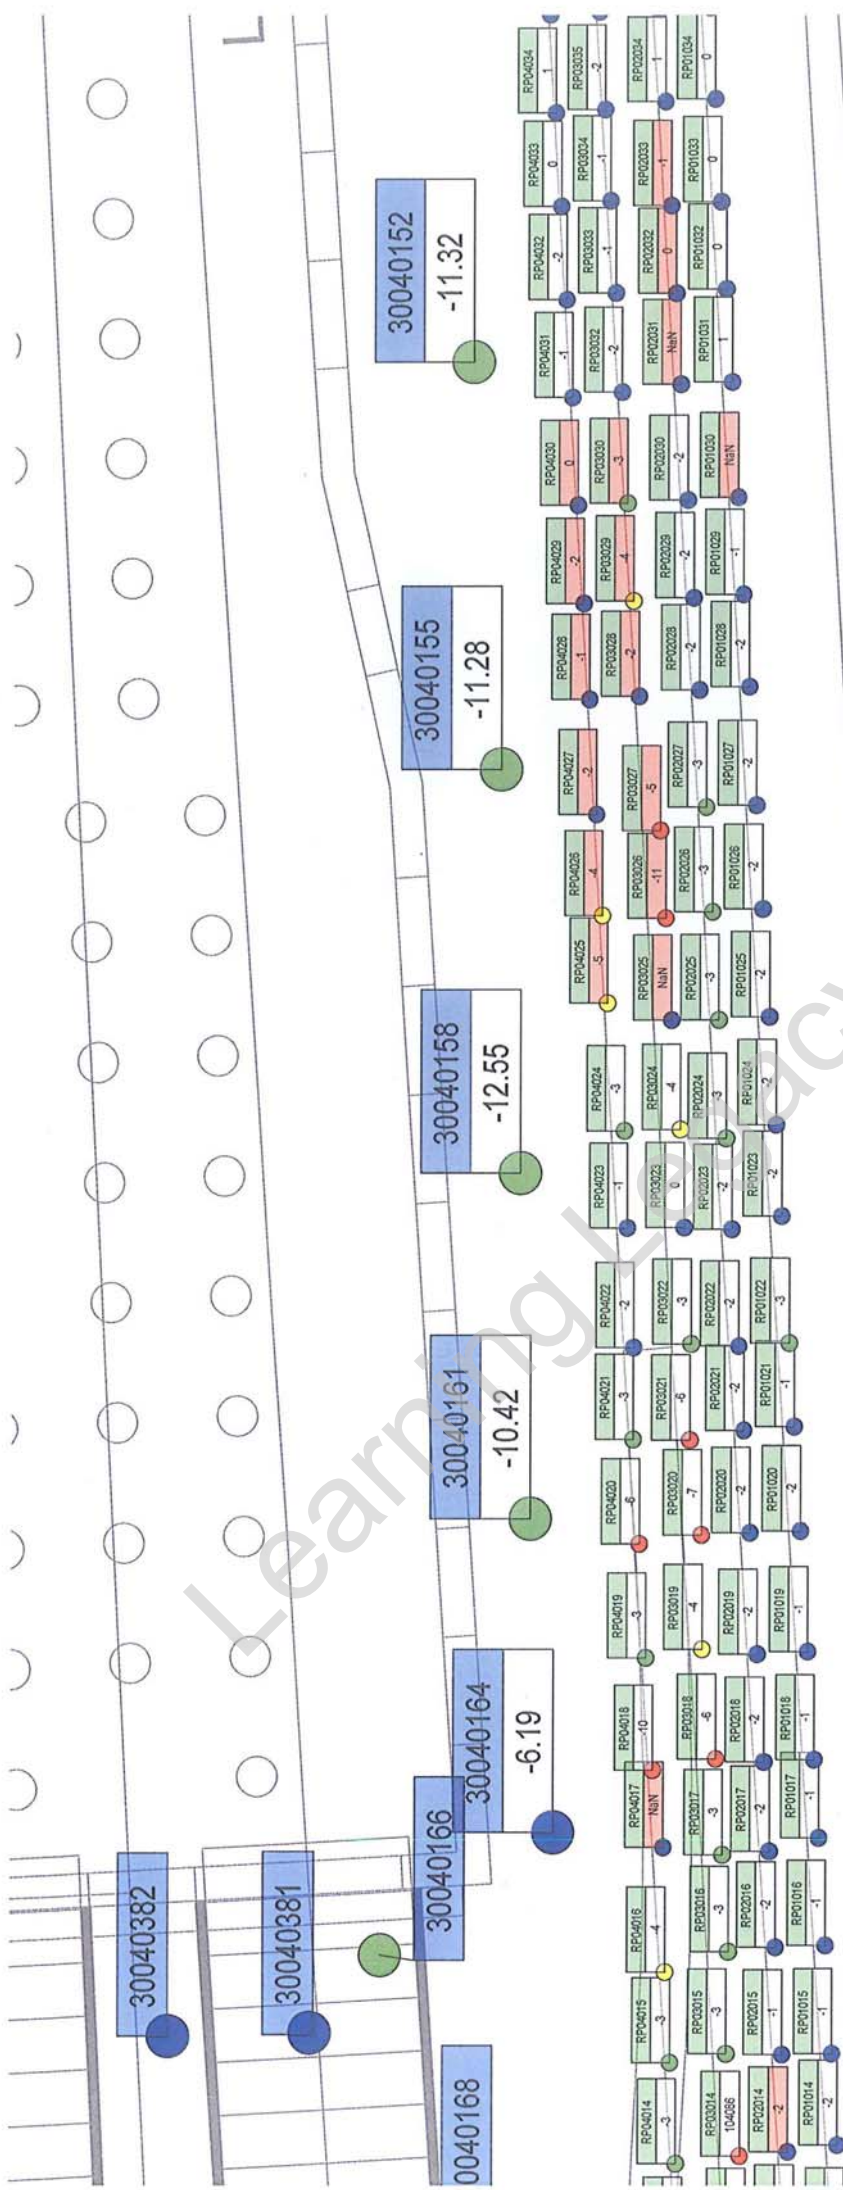 L
30040152
-11.32
30040155
-11.28
30040158
-12.55
30040161
-10.42
30040164
-6.19
30040166
30040381
30040382
0040168
RP04034
1
RP04033
0
RP04032
-2
RP04031
-1
RP04030
0
RP04029
-2
RP04028
-1
RP04027
-2
RP04026
-4
RP04025
-5
RP04024
-3
RP04023
-1
RP04022
-2
RP04021
-3
RP04020
-6
RP04019
-3
RP04018
-10
RP04017
NaN
RP04016
-4
RP04015
-3
RP04014
-3
RP03035
-2
RP03034
-1
RP03033
-1
RP03032
-2
RP03030
-3
RP03029
-4
RP03028
-2
RP03027
-5
RP03026
-11
RP03025
NaN
RP03024
-4
RP03023
0
RP03022
-3
RP03021
-6
RP03020
-7
RP03019
-4
RP03018
-6
RP03017
-3
RP03016
-3
RP03015
-3
RP03014
104066
RP02034
1
RP02033
-1
RP02032
0
RP02031
NaN
RP02030
-2
RP02029
-2
RP02028
-2
RP02027
-3
RP02026
-3
RP02025
-3
RP02024
-3
RP02023
-2
RP02022
-2
RP02021
-2
RP02020
-2
RP02019
-2
RP02018
-2
RP02017
-2
RP02016
-2
RP02015
-1
RP02014
-2
RP01034
0
RP01033
0
RP01032
0
RP01031
1
RP01030
NaN
RP01029
-1
RP01028
-2
RP01027
-2
RP01026
-2
RP01025
-2
RP01024
-2
RP01023
-2
RP01022
-3
RP01021
-1
RP01020
-2
RP01019
-1
RP01018
-1
RP01017
-1
RP01016
-1
RP01015
-1
RP01014
-2
Learning Legacy